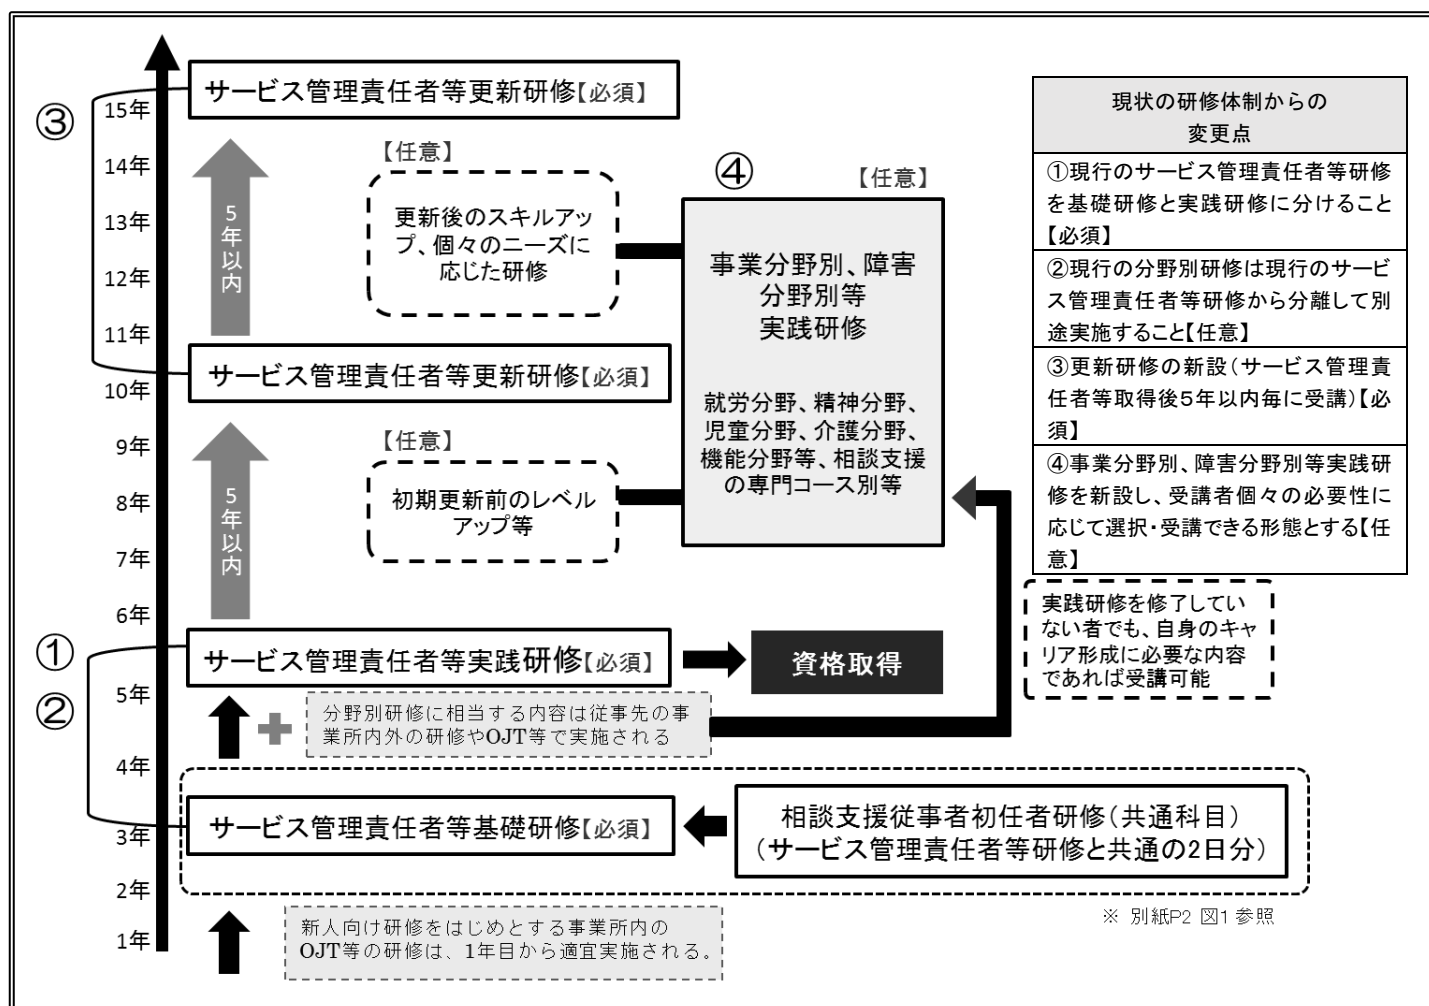 サービス管理責任者等更新研修【必須】
③
15年
14年
13年
12年
11年
10年
9年
8年
7年
6年
5年
4年
3年
2年
1年
5年以内
【任意】
更新後のスキルアッ
プ、個々のニーズに
応じた研修
④
【任意】
事業分野別、障害
分野別等
実践研修
就労分野、精神分野、
児童分野、介護分野、
機能分野等、相談支援
の専門コース別等
サービス管理責任者等更新研修【必須】
【任意】
初期更新前のレベル
アップ等
5年以内
①
②
サービス管理責任者等実践研修【必須】
資格取得
分野別研修に相当する内容は従事先の事
業所内外の研修やOJT等で実施される
サービス管理責任者等基礎研修【必須】
相談支援従事者初任者研修(共通科目)
(サービス管理責任者等研修と共通の2日分)
新人向け研修をはじめとする事業所内の
OJT等の研修は、1年目から適宜実施される。
現状の研修体制からの
変更点
①現行のサービス管理責任者等研修
を基礎研修と実践研修に分けること
【必須】
②現行の分野別研修は現行のサービ
ス管理責任者等研修から分離して別
途実施すること【任意】
③更新研修の新設(サービス管理責
任者等取得後5年以内毎に受講)【必
須】
④事業分野別、障害分野別等実践研
修を新設し、受講者個々の必要性に
応じて選択・受講できる形態とする【任
意】
実践研修を修了してい
ない者でも、自身のキャ
リア形成に必要な内容
であれば受講可能
※ 別紙P2 図1参照